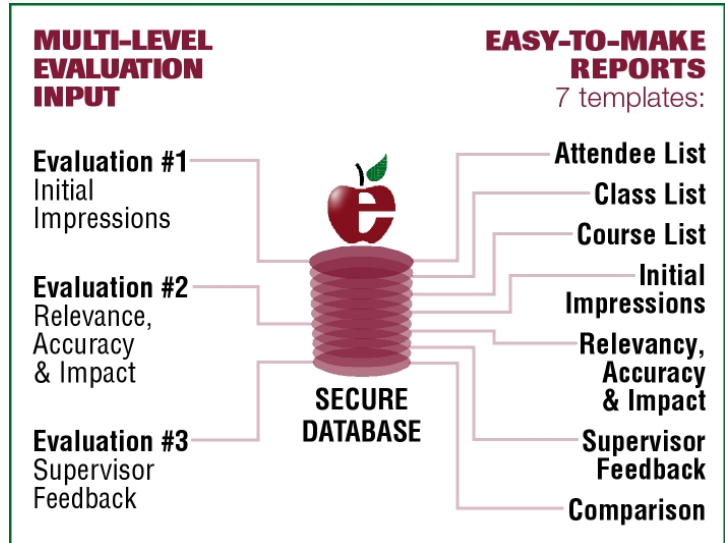 MULTI-LEVEL
EVALUATION
INPUT
Evaluation #1
Initial
Impressions
Evaluation #2
Relevance,
Accuracy
& Impact
Evaluation #3
Supervisor
Feedback
e
SECURE
DATABASE
EASY-TO-MAKE
REPORTS
7 templates:
Attendee List
Class List
Course List
Initial
Impressions
Relevancy,
Accuracy
& Impact
Supervisor
Feedback
Comparison